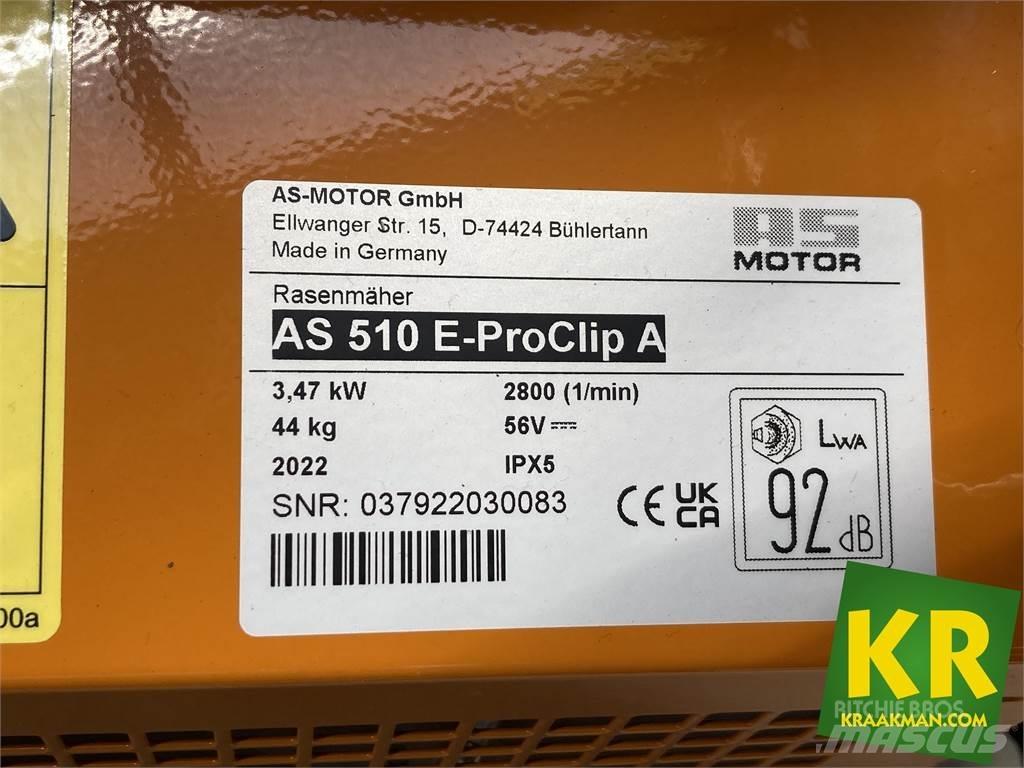 AS-MOTOR GmbH
Ellwanger Str. 15, D-74424 Bühlertann
Made in Germany
AS
MOTOR
Rasenmäher
AS 510 E-ProClip A
3,47 kW 2800 (1/min)
44 kg 56V
2022 IPX5
SNR: 037922030083
CE UK CA
LWA
92 dB
00a
KR
RITCHIE BROS
KRAAKMAN.COM
MASCUS